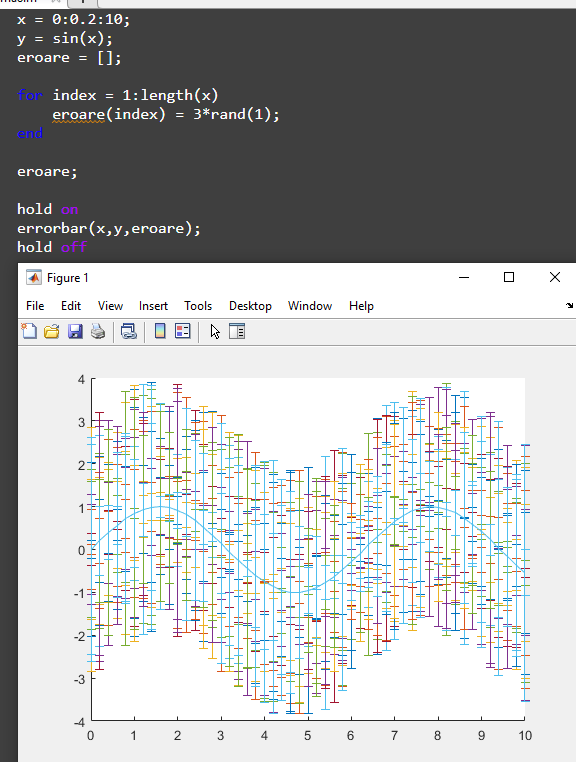 x = 0:0.2:10;
y = sin(x);
eroare = [];
for index = 1:length(x)
eroare(index) = 3*rand(1);
end
eroare;
hold on
errorbar(x,y,eroare);
hold off
Figure 1
File Edit View Insert Tools Desktop Window Help
4
3
2
1
0
-1
-2
-3
-4
0 1 2 3 4 5 6 7 8 9 10